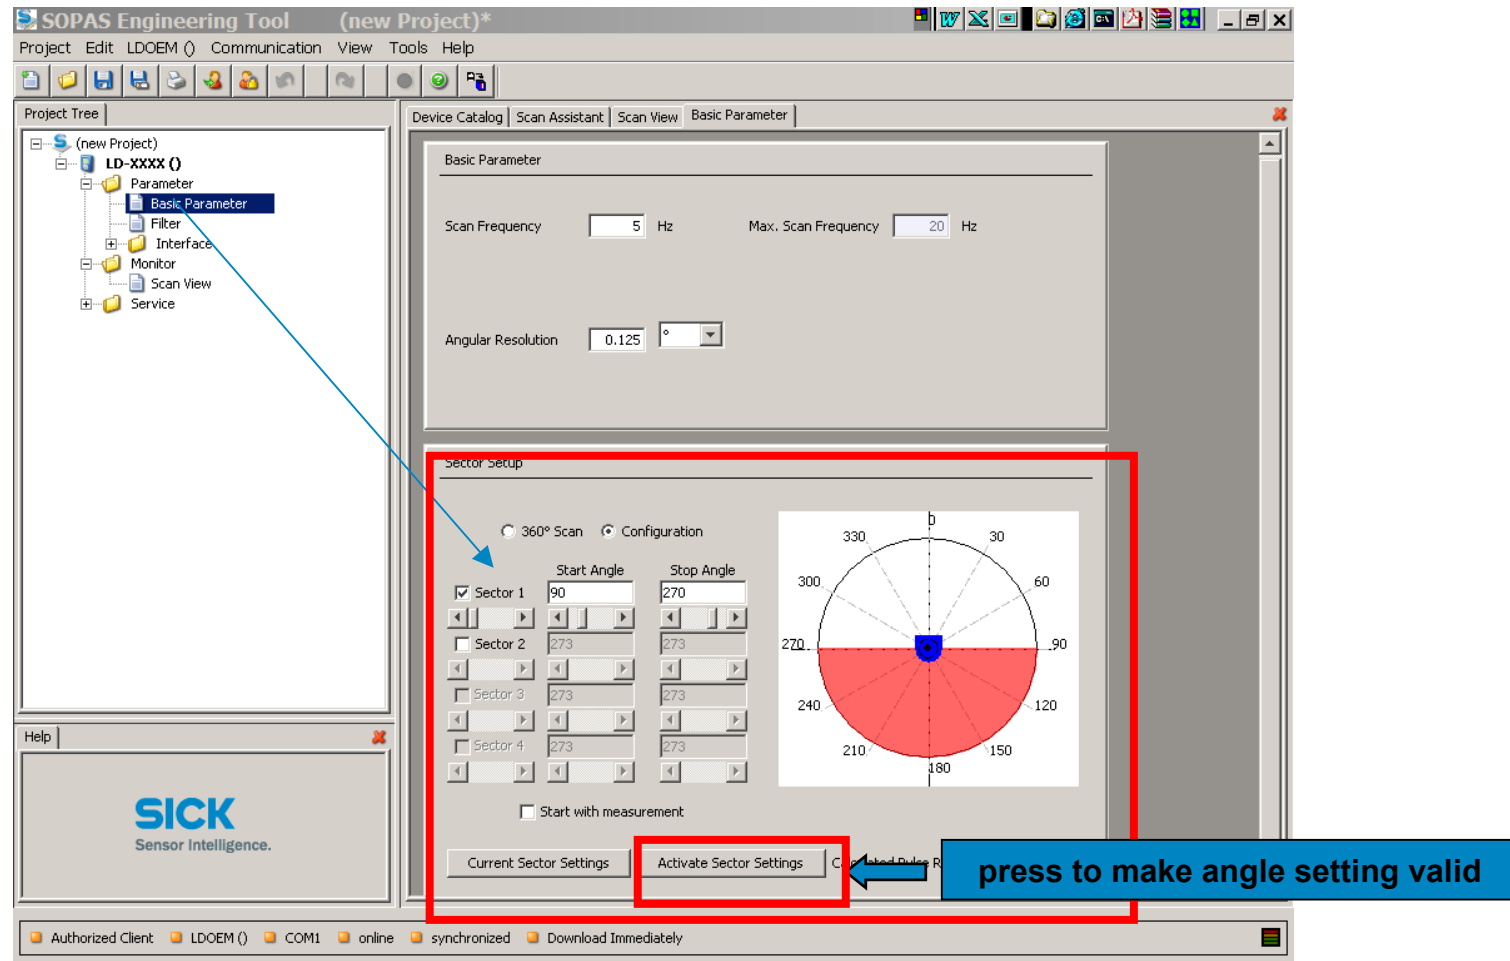 SOPAS Engineering Tool (new Project)*
Project Edit LDOEM () Communication View Tools Help
Project Tree
(new Project)
LD-XXXX ()
Parameter
Basic Parameter
Filter
Interface
Monitor
Scan View
Service
Help
SICK
Sensor Intelligence.
Device Catalog Scan Assistant Scan View Basic Parameter
Basic Parameter
Scan Frequency 5 Hz Max. Scan Frequency 20 Hz
Angular Resolution 0.125 °
Sector Setup
360° Scan Configuration
Start Angle Stop Angle
Sector 1 90 270
Sector 2 273 273
Sector 3 273 273
Sector 4 273 273
Start with measurement
0
330 30
300 60
270 90
240 120
210 150
180
Current Sector Settings Activate Sector Settings
press to make angle setting valid
Authorized Client LDOEM () COM1 online synchronized Download Immediately